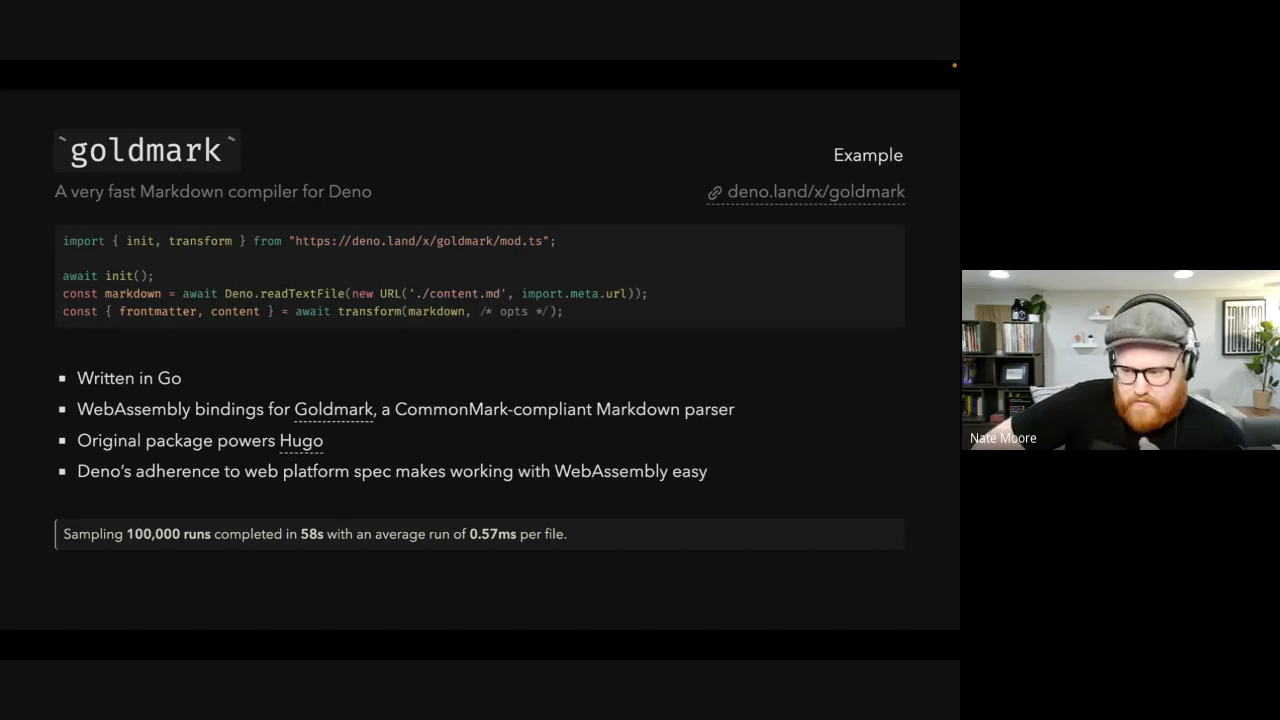 `goldmark`
Example
A very fast Markdown compiler for Deno
deno.land/x/goldmark
import { init, transform } from "https://deno.land/x/goldmark/mod.ts";
await init();
const markdown = await Deno.readTextFile(new URL('./content.md', import.meta.url));
const { frontmatter, content } = await transform(markdown, /* opts */);
▪ Written in Go
▪ WebAssembly bindings for Goldmark, a CommonMark-compliant Markdown parser
▪ Original package powers Hugo
▪ Deno's adherence to web platform spec makes working with WebAssembly easy
Sampling 100,000 runs completed in 58s with an average run of 0.57ms per file.
TOWERS
Nate Moore